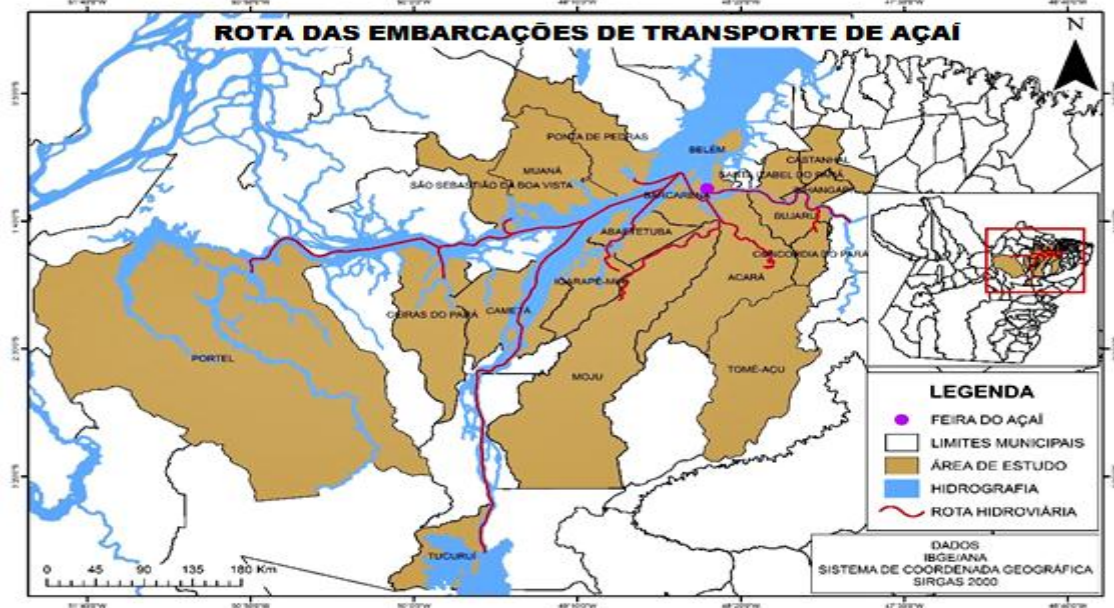 ROTA DAS EMBARCAÇÕES DE TRANSPORTE DE AÇAÍ
N
PONTA DE PEDRAS
BELÉM
CASTANHAL
MUANÁ
SANTA IZABEL DO PARÁ
SÃO SEBASTIÃO DA BOA VISTA
BARCARENA
INHANGAPI
BUJARU
ABAETETUBA
CONCÓRDIA DO PARÁ
IGARAPÉ-MIRI
ACARÁ
CAMETÁ
OEIRAS DO PARÁ
PORTEL
MOJU
TOMÉ-AÇU
TUCURUÍ
0 45 90 135 180 Km
LEGENDA
FEIRA DO AÇAÍ
LIMITES MUNICIPAIS
ÁREA DE ESTUDO
HIDROGRAFIA
ROTA HIDROVIÁRIA
DADOS
IBGE/ANA
SISTEMA DE COORDENADA GEOGRÁFICA
SIRGAS 2000